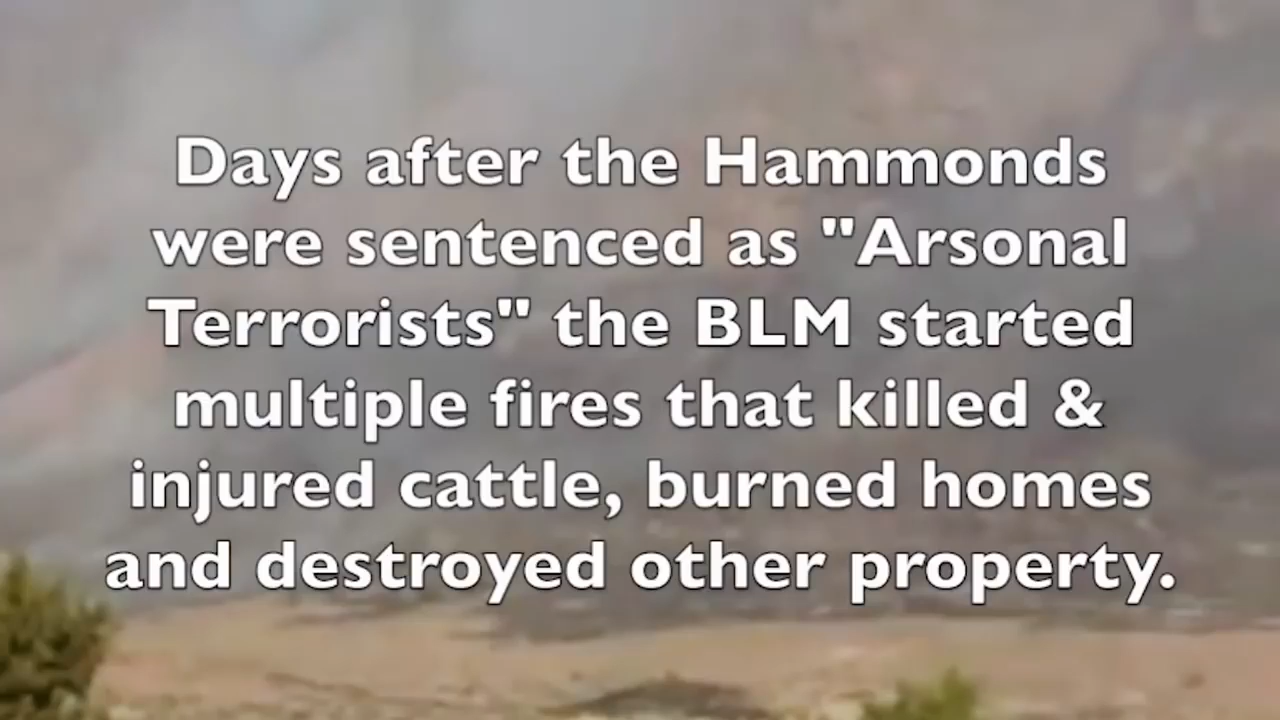 Days after the Hammonds
were sentenced as "Arsonal
Terrorists" the BLM started
multiple fires that killed &
injured cattle, burned homes
and destroyed other property.